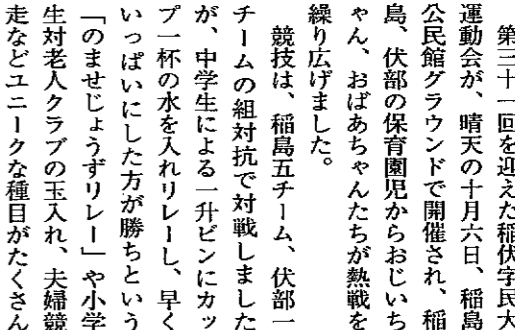 第三十一回を迎えた稲伏字民大
運動会が、晴天の十月六日、稲島
公民館グラウンドで開催され、稲
島、伏部の保育園児からおじいち
ゃん、おばあちゃんたちが熱戦を
繰り広げました。
競技は、稲島五チーム、伏部一
チームの組対抗で対戦しました
が、中学生による一升ビンにカッ
プ一杯の水を入れリレーし、早く
いっぱいにした方が勝ちという
「のませじょうずリレー」や小学
生対老人クラブの玉入れ、夫婦競
走などユニークな種目がたくさん